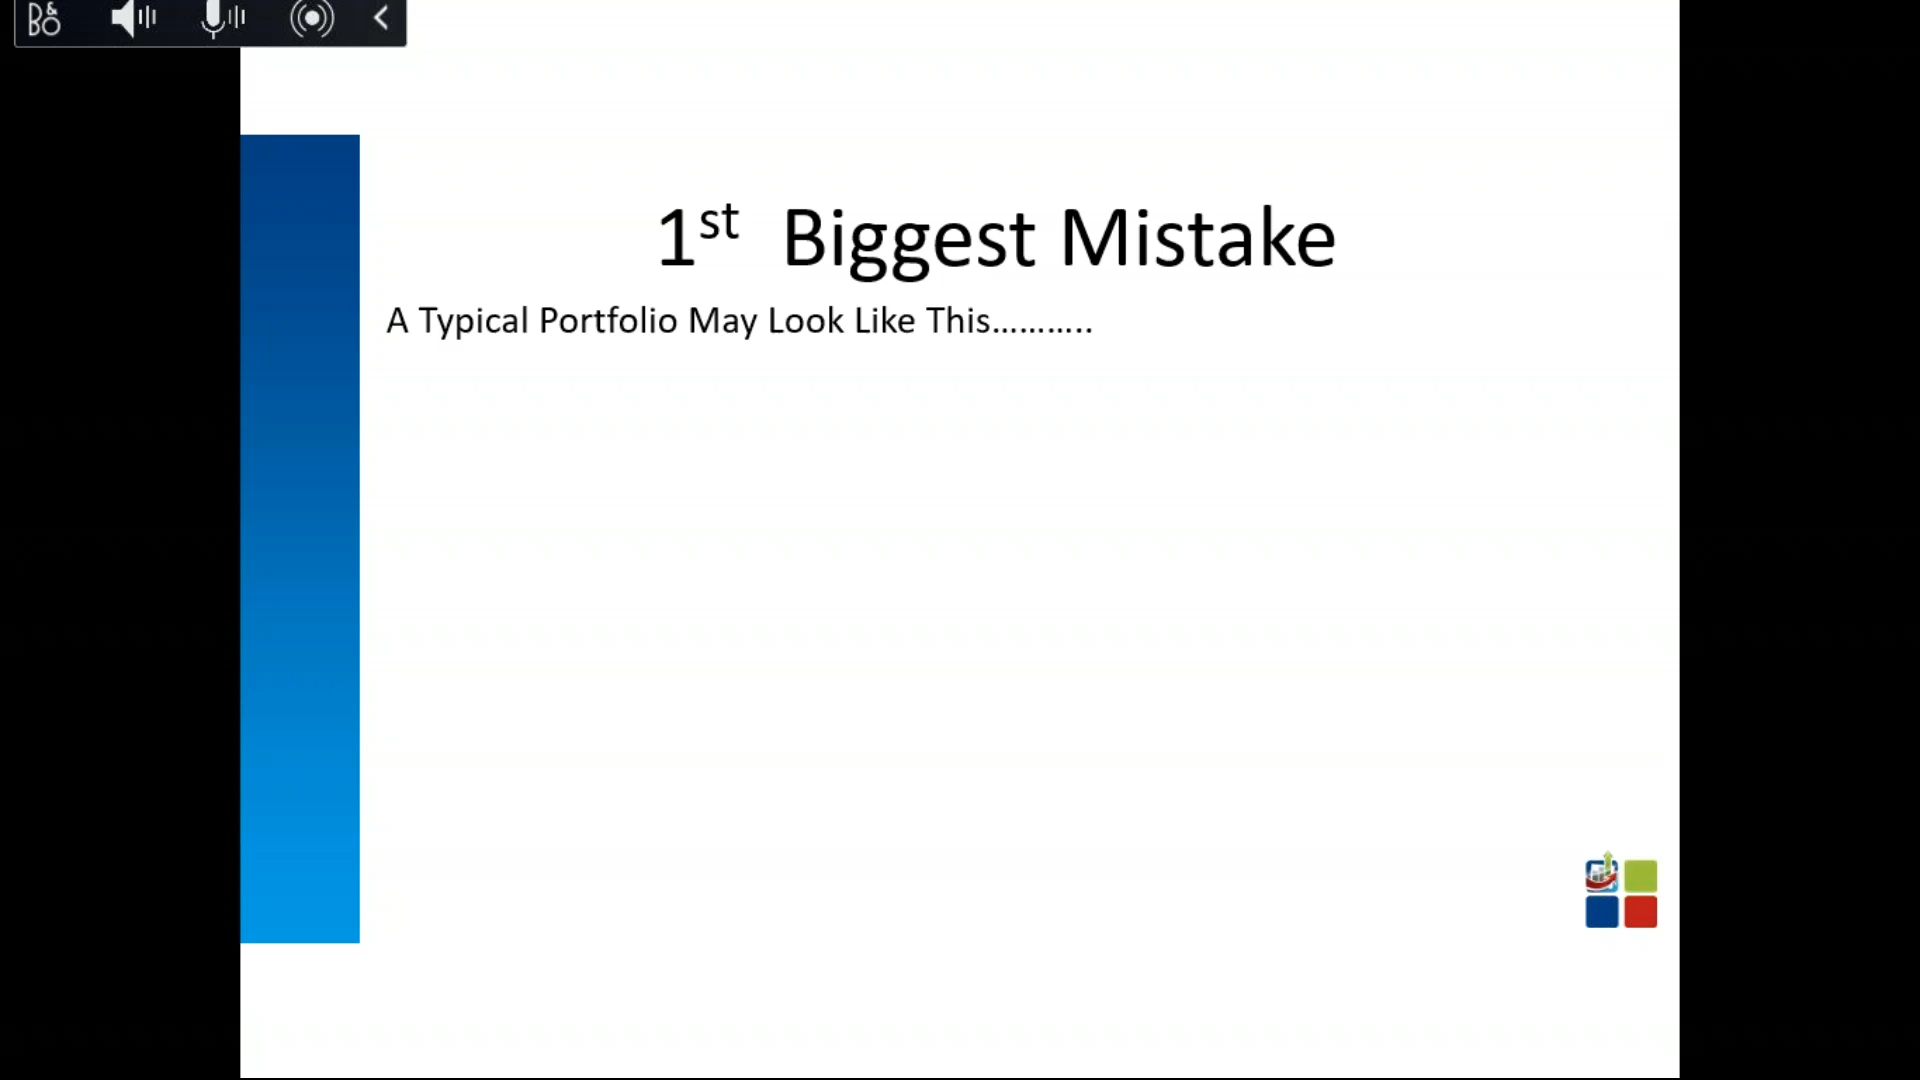 B&O
1st Biggest Mistake
A Typical Portfolio May Look Like This………..